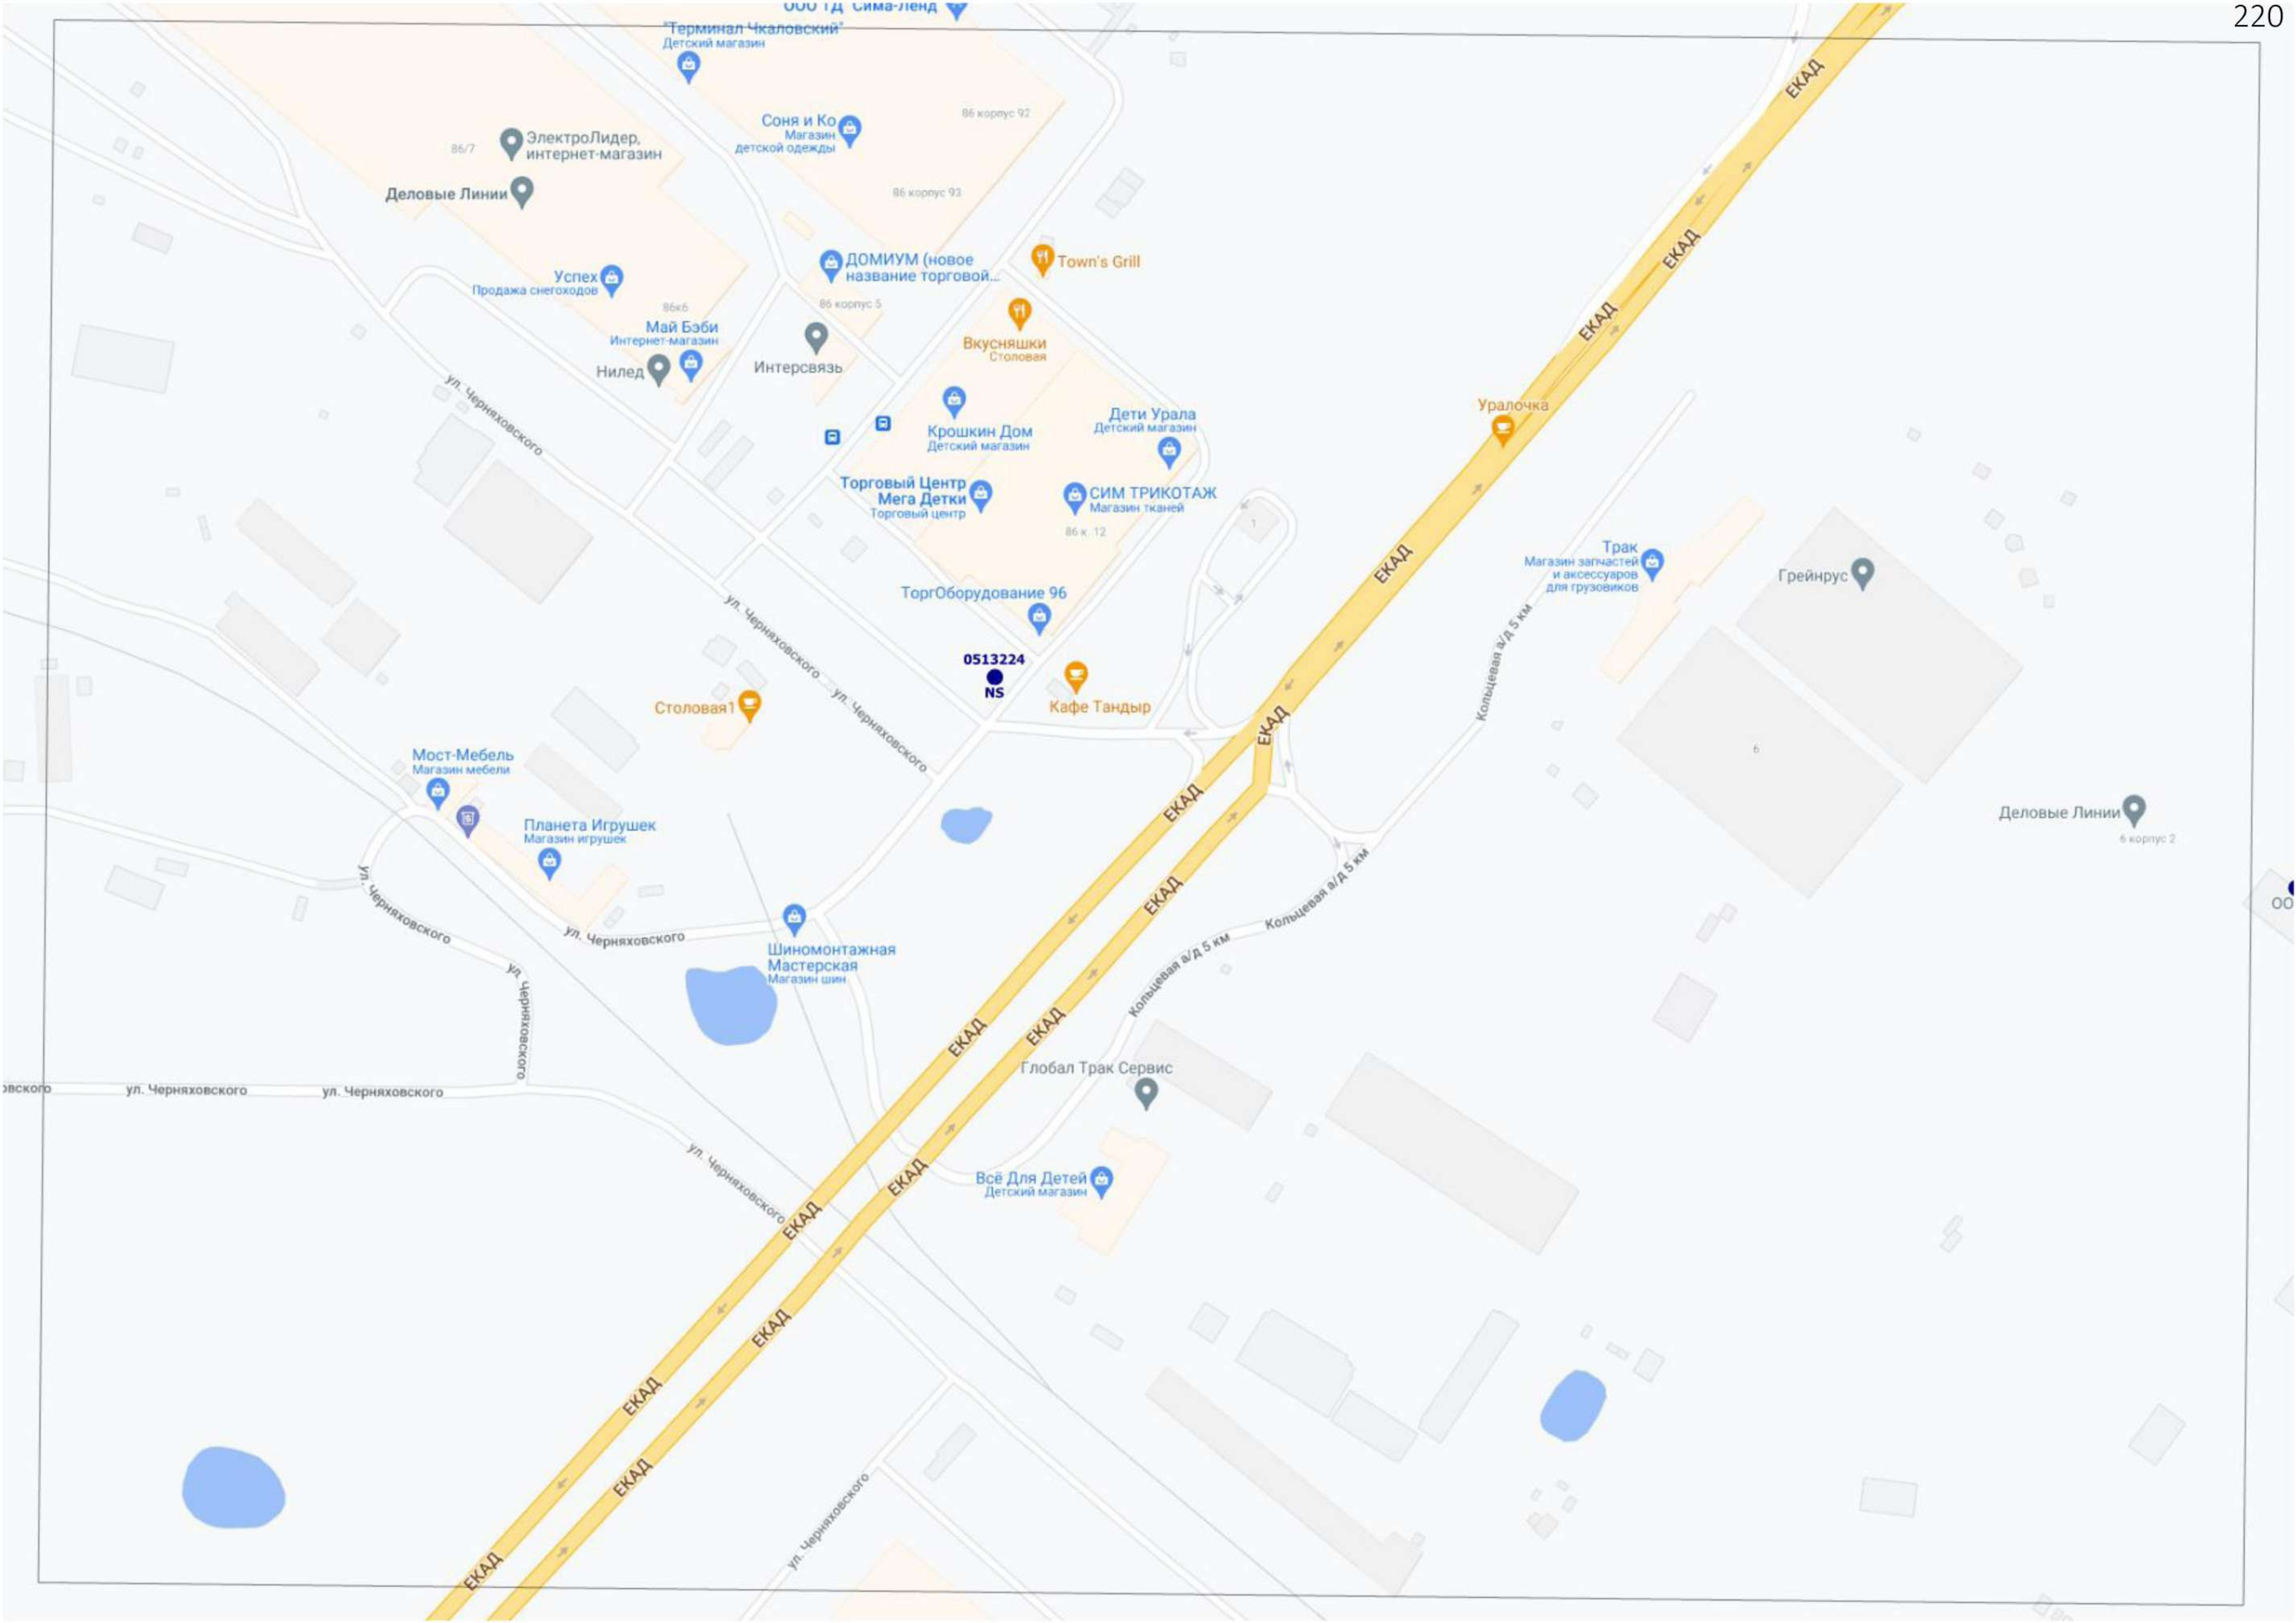 220
ООО ТД "Сима-Ленд"
"Терминал Чкаловский"
Детский магазин
ЕКАД
86 корпус 92
Соня и Ко
Магазин
детской одежды
ЭлектроЛидер,
интернет-магазин
86/7
Деловые Линии
86 корпус 93
ЕКАД
ДОМИУМ (новое
название торговой...
Town's Grill
Успех
Продажа снегоходов
86к6
86 корпус 5
Май Бэби
Интернет-магазин
Нилед
Интерсвязь
Вкусняшки
Столовая
ЕКАД
ул. Черняховского
Крошкин Дом
Детский магазин
Дети Урала
Детский магазин
Уралочка
Торговый Центр
Мега Детки
Торговый центр
СИМ ТРИКОТАЖ
Магазин тканей
86 к. 12
1
ЕКАД
Трак
Магазин запчастей
и аксессуаров
для грузовиков
Грейнрус
ТоргОборудование 96
ул. Черняховского
0513224
NS
Кафе Тандыр
Кольцевая а/д 5 км
Столовая1
ул. Черняховского
ЕКАД
6
Мост-Мебель
Магазин мебели
ЕКАД
Деловые Линии
6 корпус 2
Планета Игрушек
Магазин игрушек
ул. Черняховского
ЕКАД
Кольцевая а/д 5 км
ОО
ул. Черняховского
Шиномонтажная
Мастерская
Магазин шин
Кольцевая а/д 5 км
ул. Черняховского
ЕКАД
ЕКАД
Глобал Трак Сервис
овского
ул. Черняховского
ул. Черняховского
ул. Черняховского
ЕКАД
Всё Для Детей
Детский магазин
ЕКАД
ЕКАД
ЕКАД
ЕКАД
ул. Черняховского
ЕКАД